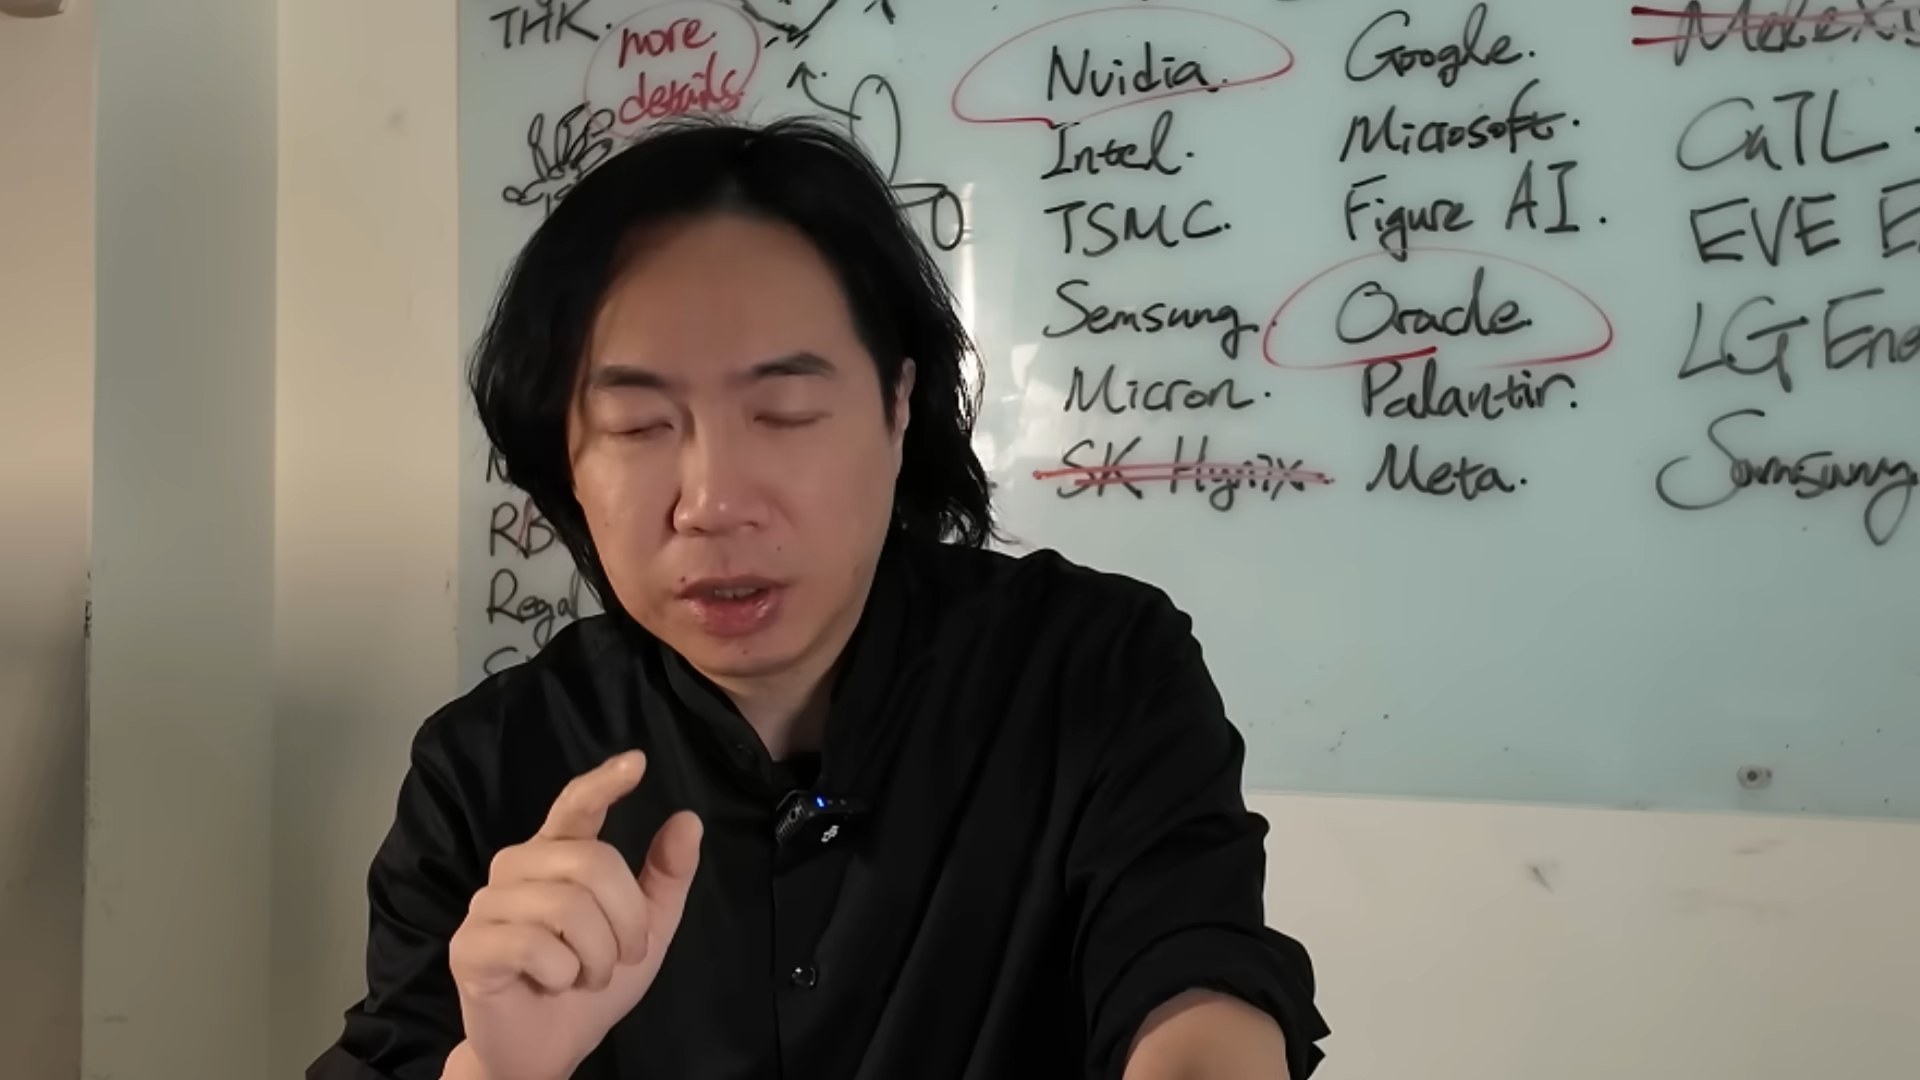 THK.
more
details
RB
Regal
Nvidia.
Intel.
TSMC.
Semsung.
Micron.
SK Hynix.
Google.
Microsoft.
Figure AI.
Oracle.
Palantir.
Meta.
CATL
EVE E
LG Ene
Samsung